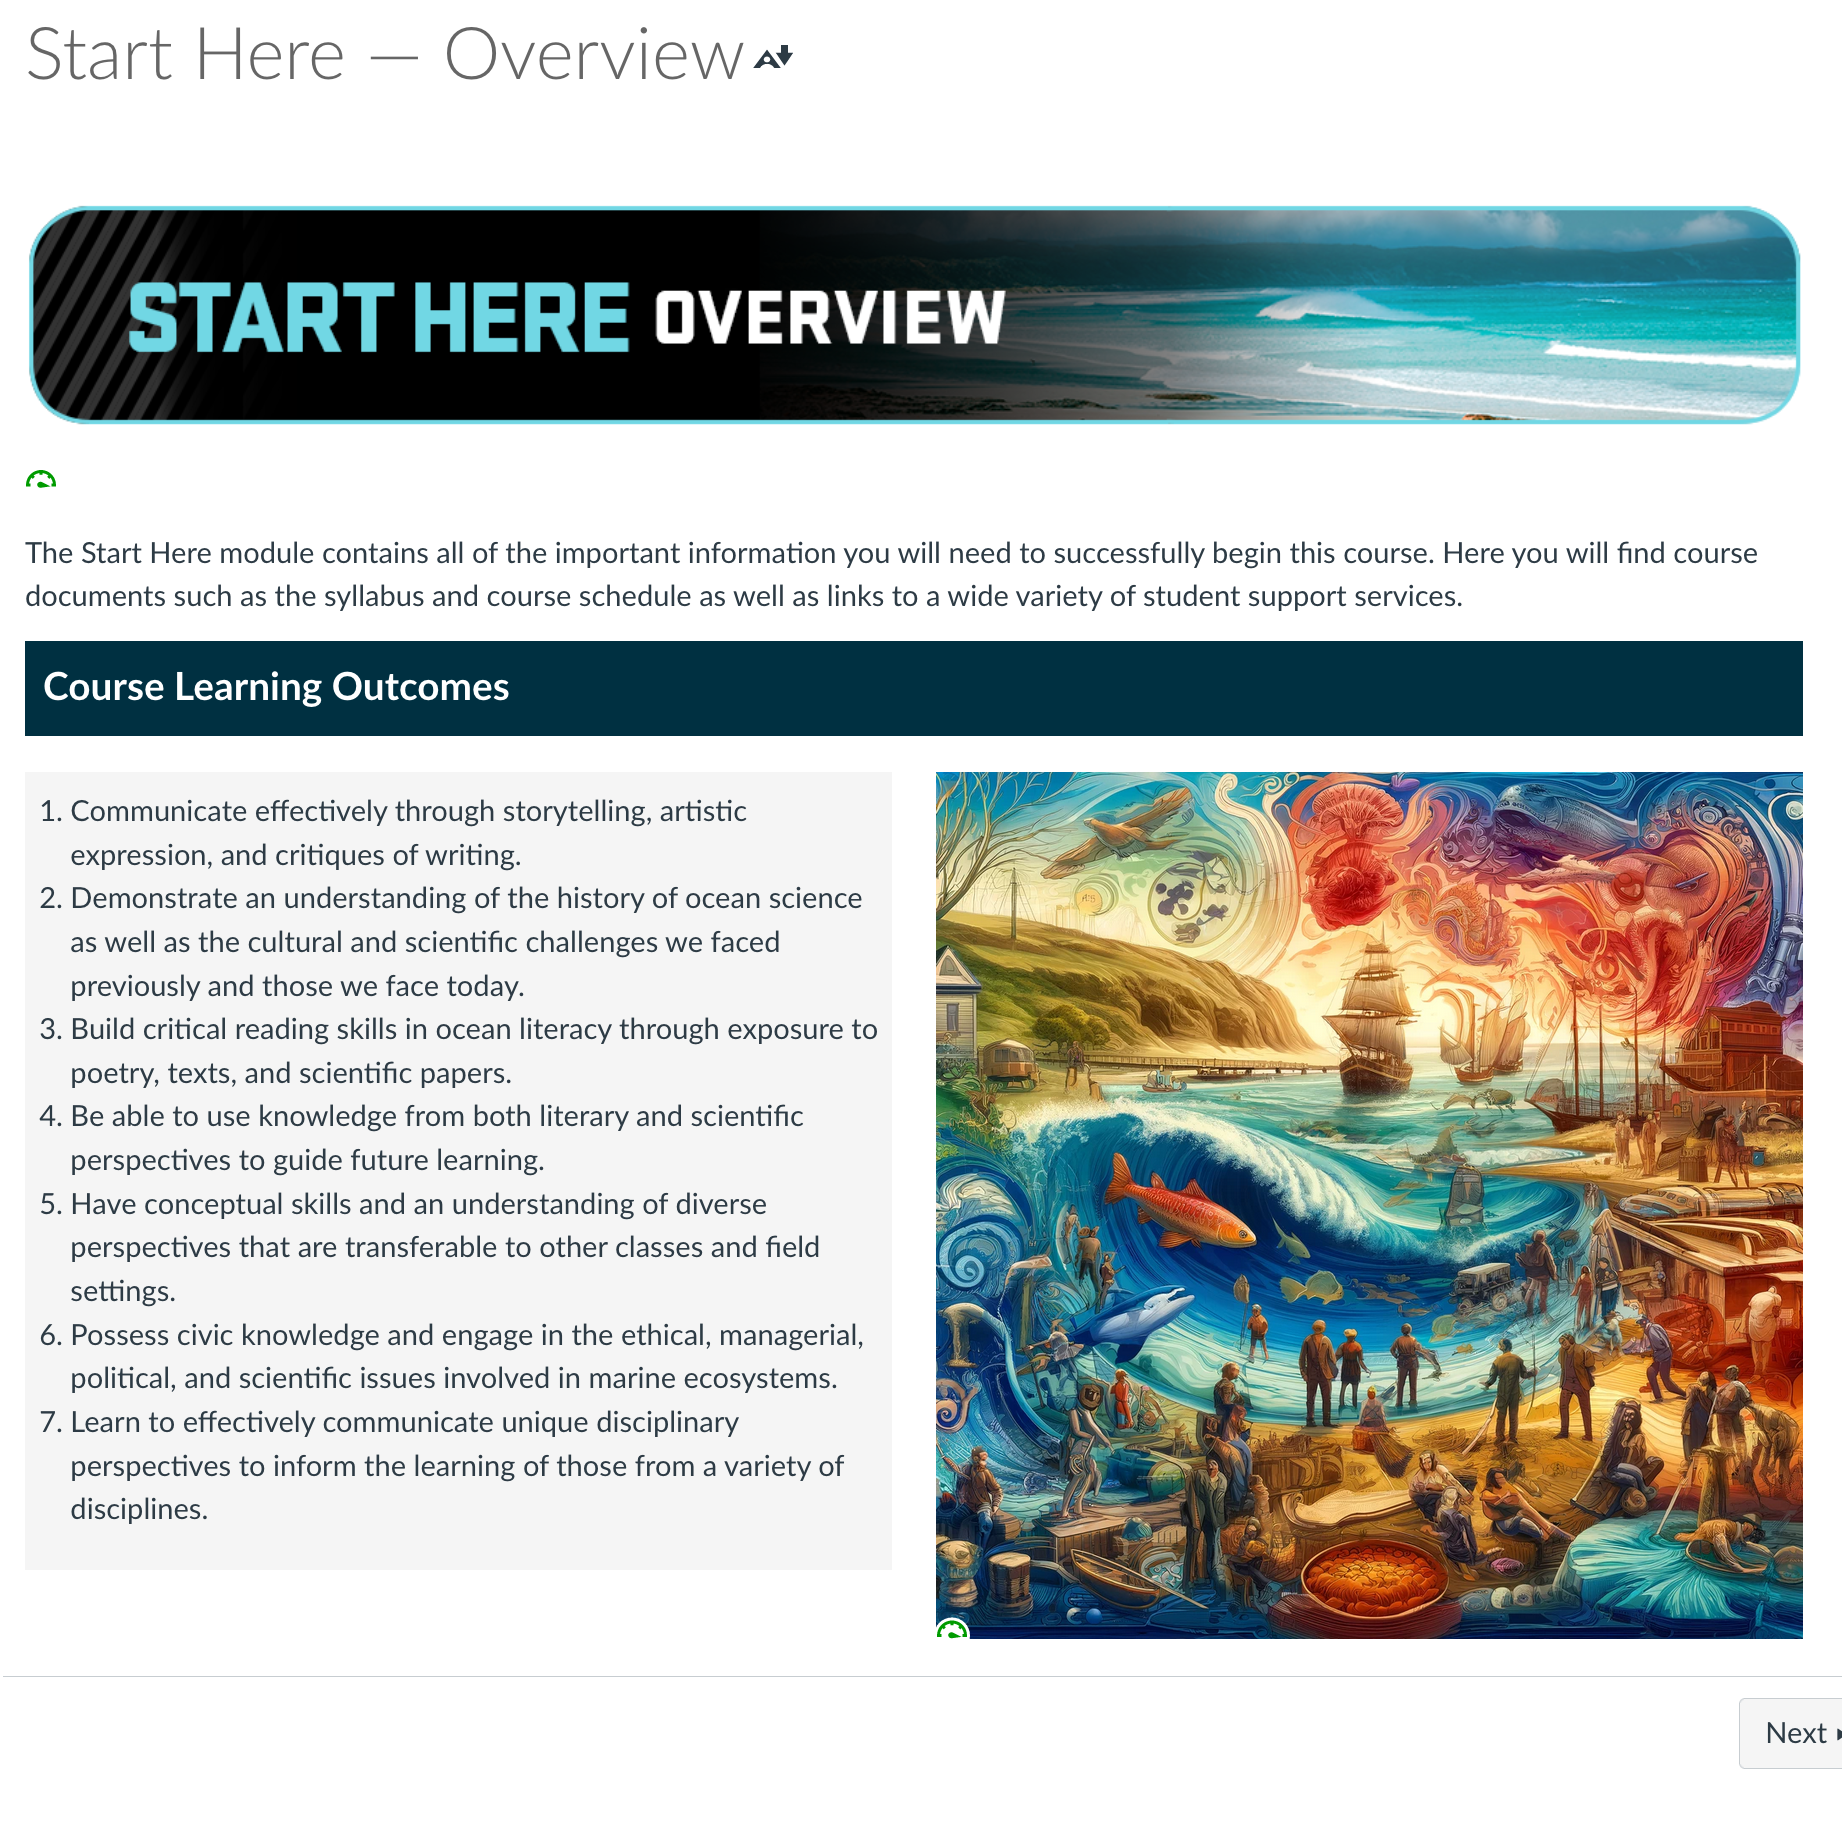 Start Here — Overview
START HERE OVERVIEW
The Start Here module contains all of the important information you will need to successfully begin this course. Here you will find course
documents such as the syllabus and course schedule as well as links to a wide variety of student support services.
Course Learning Outcomes
1. Communicate effectively through storytelling, artistic
expression, and critiques of writing.
2. Demonstrate an understanding of the history of ocean science
as well as the cultural and scientific challenges we faced
previously and those we face today.
3. Build critical reading skills in ocean literacy through exposure to
poetry, texts, and scientific papers.
4. Be able to use knowledge from both literary and scientific
perspectives to guide future learning.
5. Have conceptual skills and an understanding of diverse
perspectives that are transferable to other classes and field
settings.
6. Possess civic knowledge and engage in the ethical, managerial,
political, and scientific issues involved in marine ecosystems.
7. Learn to effectively communicate unique disciplinary
perspectives to inform the learning of those from a variety of
disciplines.
Next